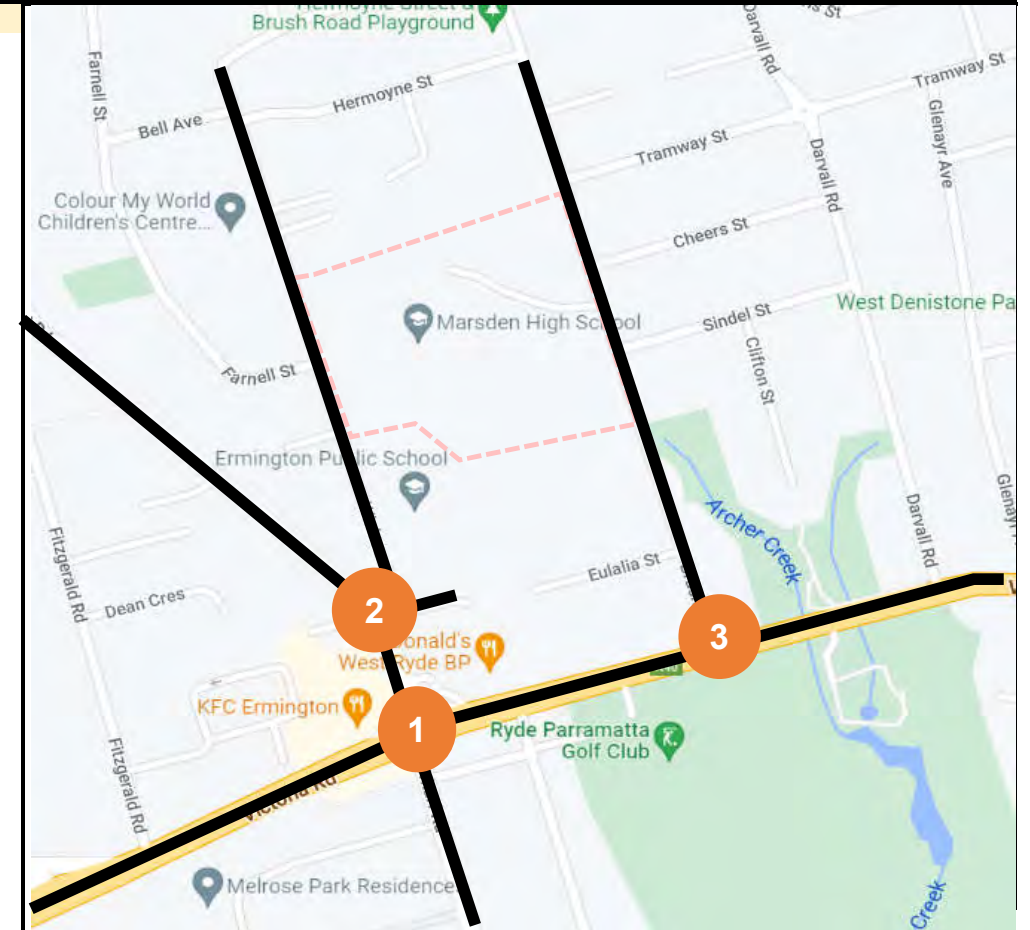 Brush Road Playground
Farnell St
Darvall Rd
Tramway St
Hermoyne St
Bell Ave
Glenayr Ave
Tramway St
Darvall Rd
Colour My World
Children's Centre...
Cheers St
West Denistone Pa
Marsden High School
Sindel St
Clifton St
Farnell St
Ermington Public School
Archer Creek
Darvall Rd
Fitzgerald Rd
Eulalia St
Dean Cres
2
3
West Ryde BP
KFC Ermington
1
Ryde Parramatta
Golf Club
Fitzgerald Rd
Victoria Rd
Melrose Park Residence
Creek